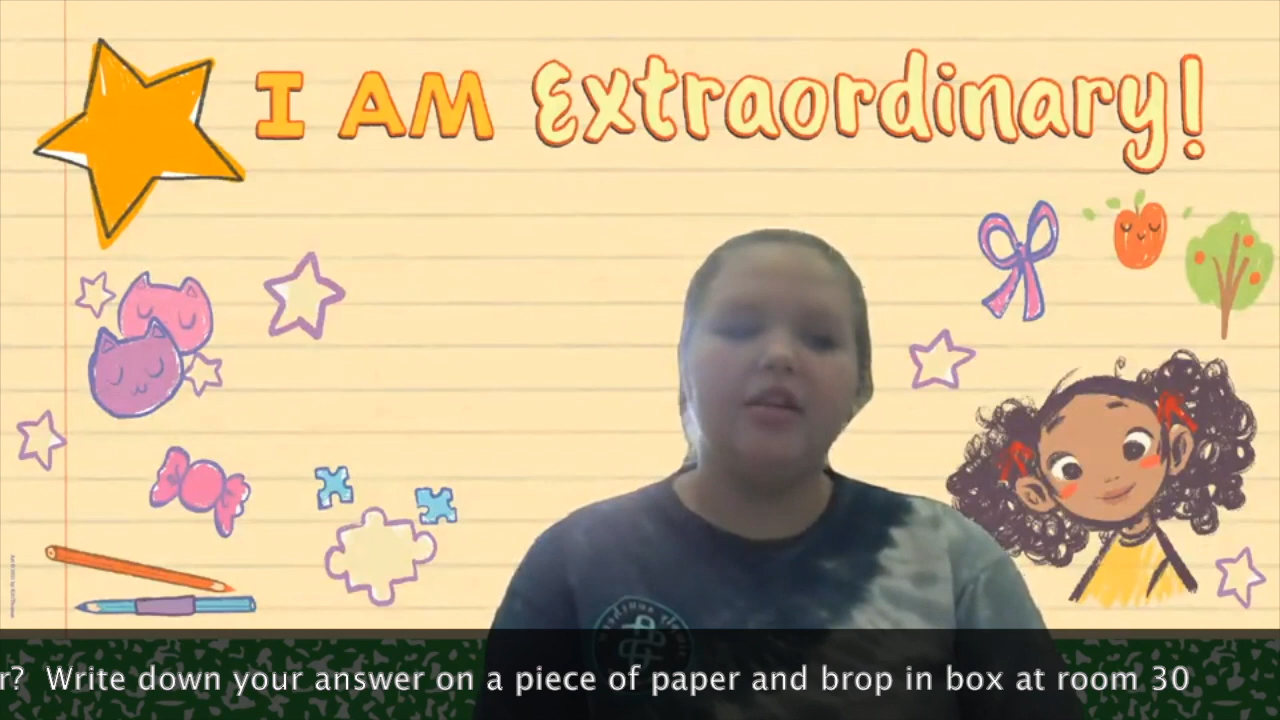 I AM Extraordinary!
r?  Write down your answer on a piece of paper and brop in box at room 30